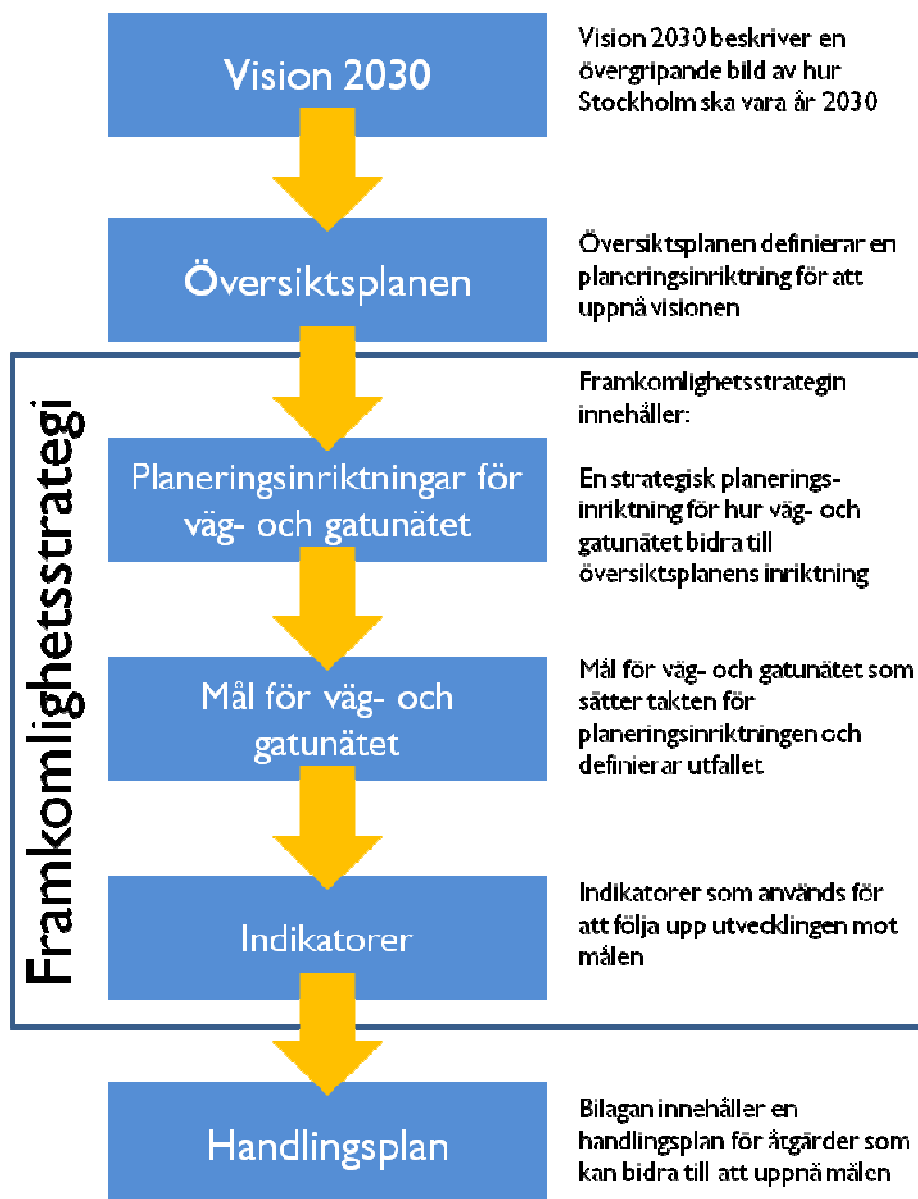 Vision 2030
Vision 2030 beskriver en
övergripande bild av hur
Stockholm ska vara år 2030
Översiktsplanen
Översiktsplanen definierar en
planeringsinriktning för att
uppnå visionen
Framkomlighetsstrategi
Framkomlighetsstrategin
innehåller:
Planeringsinriktningar för
väg- och gatunätet
En strategisk planerings-
inriktning för hur väg- och
gatunätet bidra till
översiktsplanens inriktning
Mål för väg- och
gatunätet
Mål för väg- och gatunätet som
sätter takten för
planeringsinriktningen och
definierar utfallet
Indikatorer
Indikatorer som används för
att följa upp utvecklingen mot
målen
Handlingsplan
Bilagan innehåller en
handlingsplan för åtgärder som
kan bidra till att uppnå målen